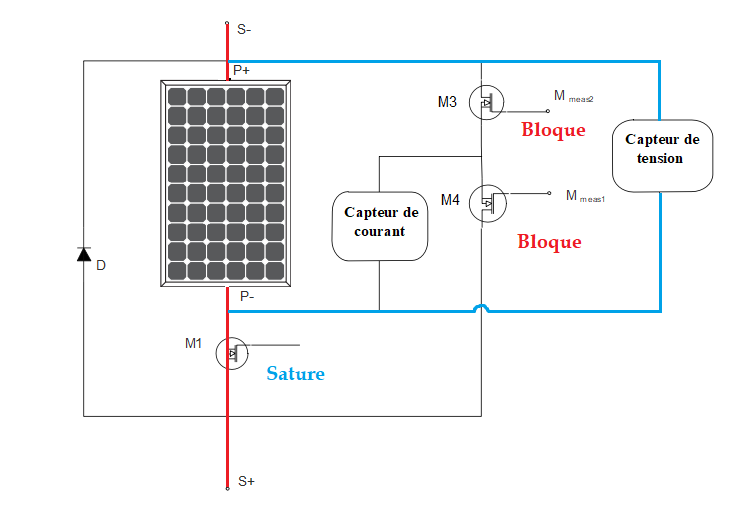 S-
P+
M3
M meas2
Bloque
Capteur de
tension
M4
M meas1
Capteur de
courant
Bloque
D
P-
M1
Sature
S+